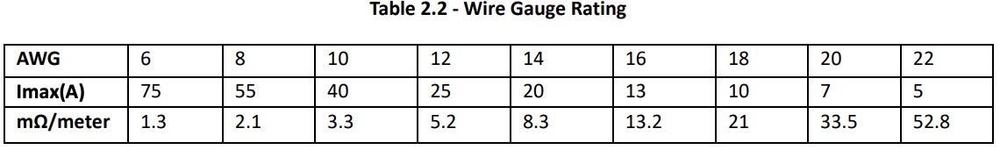 Table 2.2 - Wire Gauge Rating
AWG 6 8 10 12 14 16 18 20 22
Imax(A) 75 55 40 25 20 13 10 7 5
mΩ/meter 1.3 2.1 3.3 5.2 8.3 13.2 21 33.5 52.8